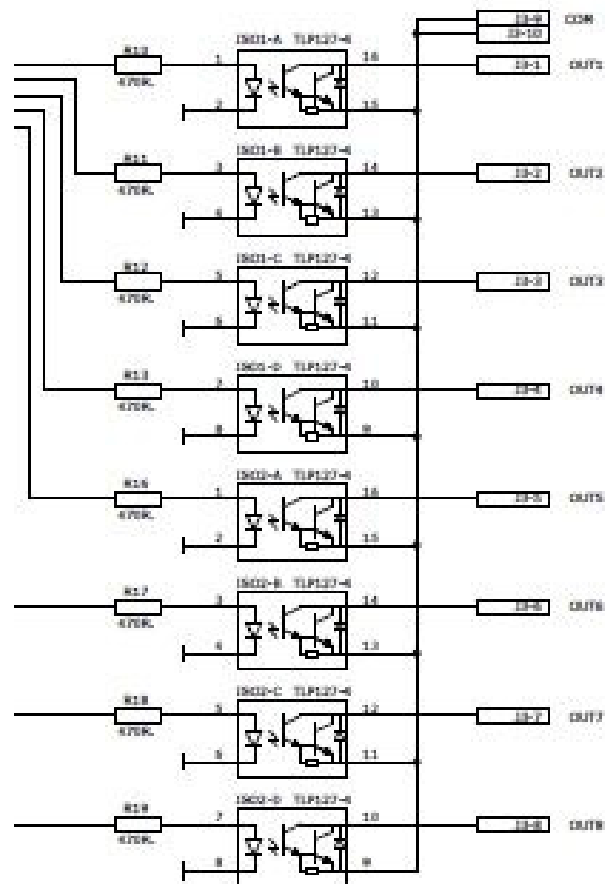 ISO1-A TLP127-4
J3-9 COM
J3-10
R10
470R.
1
16
J3-1 OUT1
2
15
ISO1-B TLP127-4
R11
470R.
3
14
J3-2 OUT2
4
13
ISO1-C TLP127-4
R12
470R.
5
12
J3-3 OUT3
6
11
ISO1-D TLP127-4
R13
470R.
7
10
J3-4 OUT4
8
9
ISO2-A TLP127-4
R16
470R.
1
16
J3-5 OUT5
2
15
ISO2-B TLP127-4
R17
470R.
3
14
J3-6 OUT6
4
13
ISO2-C TLP127-4
R18
470R.
5
12
J3-7 OUT7
6
11
ISO2-D TLP127-4
R19
470R.
7
10
J3-8 OUT8
8
9